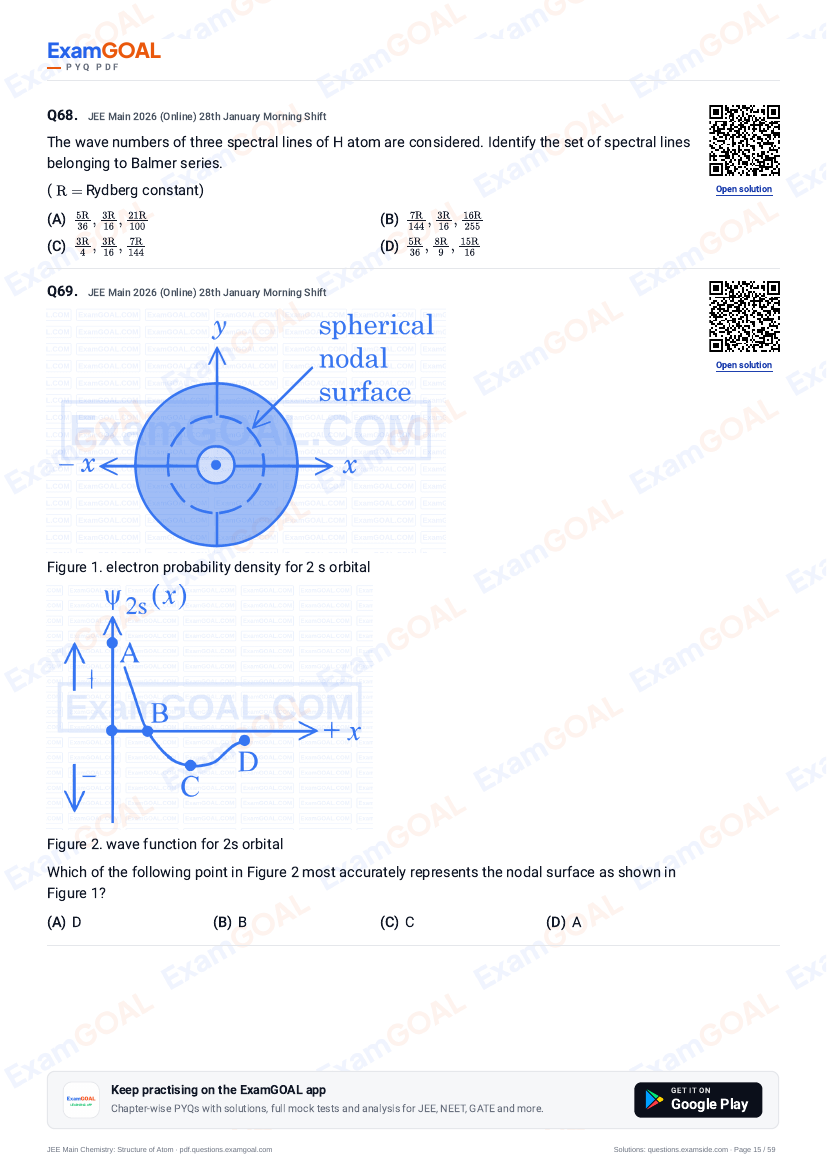 ExamGOAL
PYQ PDF
Q68. JEE Main 2026 (Online) 28th January Morning Shift
The wave numbers of three spectral lines of H atom are considered. Identify the set of spectral lines
belonging to Balmer series.
( R = Rydberg constant)
(A) 5R/36, 3R/16, 21R/100
(B) 7R/144, 3R/16, 16R/255
(C) 3R/4, 3R/16, 7R/144
(D) 5R/36, 8R/9, 15R/16
Open solution
Q69. JEE Main 2026 (Online) 28th January Morning Shift
Open solution
y
spherical
nodal
surface
ExamGOAL.COM
− x
x
Figure 1. electron probability density for 2 s orbital
ψ2s(x)
A
+
ExamGOAL.COM
B
+ x
−
D
C
Figure 2. wave function for 2s orbital
Which of the following point in Figure 2 most accurately represents the nodal surface as shown in
Figure 1?
(A) D (B) B (C) C (D) A
Keep practising on the ExamGOAL app
Chapter-wise PYQs with solutions, full mock tests and analysis for JEE, NEET, GATE and more.
GET IT ON
Google Play
JEE Main Chemistry: Structure of Atom · pdf.questions.examgoal.com
Solutions: questions.examside.com · Page 15 / 59